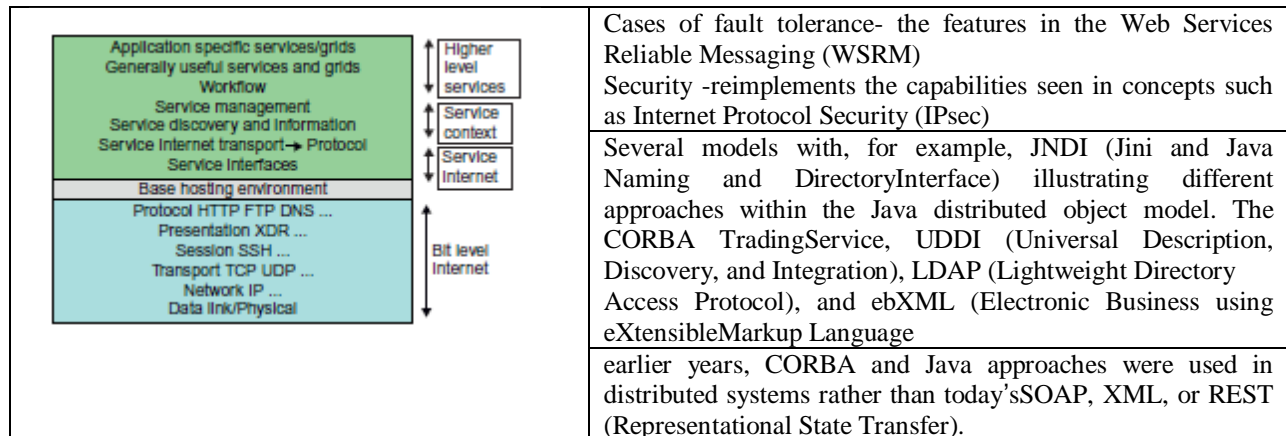 Application specific services/grids
Generally useful services and grids
Workflow
Service management
Service discovery and information
Service Internet transport→ Protocol
Service Interfaces
Base hosting environment
Protocol HTTP FTP DNS ...
Presentation XDR ...
Session SSH ...
Transport TCP UDP ...
Network IP ...
Data link/Physical
Higher
level
services
Service
context
Service
Internet
Bit level
Internet
Cases of fault tolerance- the features in the Web Services
Reliable Messaging (WSRM)
Security -reimplements the capabilities seen in concepts such
as Internet Protocol Security (IPsec)
Several models with, for example, JNDI (Jini and Java
Naming and DirectoryInterface) illustrating different
approaches within the Java distributed object model. The
CORBA TradingService, UDDI (Universal Description,
Discovery, and Integration), LDAP (Lightweight Directory
Access Protocol), and ebXML (Electronic Business using
eXtensibleMarkup Language
earlier years, CORBA and Java approaches were used in
distributed systems rather than today'sSOAP, XML, or REST
(Representational State Transfer).